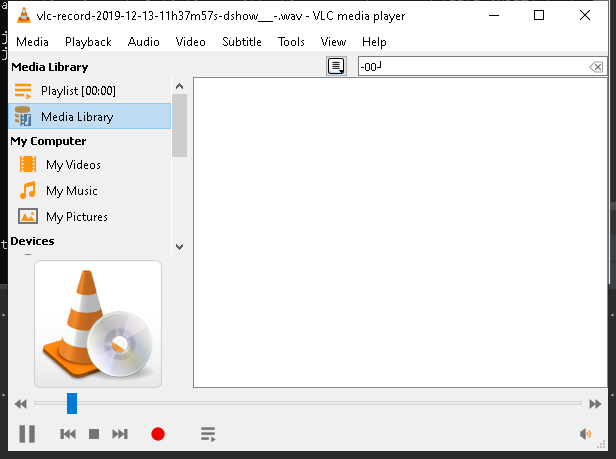 vlc-record-2019-12-13-11h37m57s-dshow___-.wav - VLC media player
Media Playback Audio Video Subtitle Tools View Help
Media Library
-00┘
Playlist [00:00]
Media Library
My Computer
My Videos
My Music
My Pictures
Devices